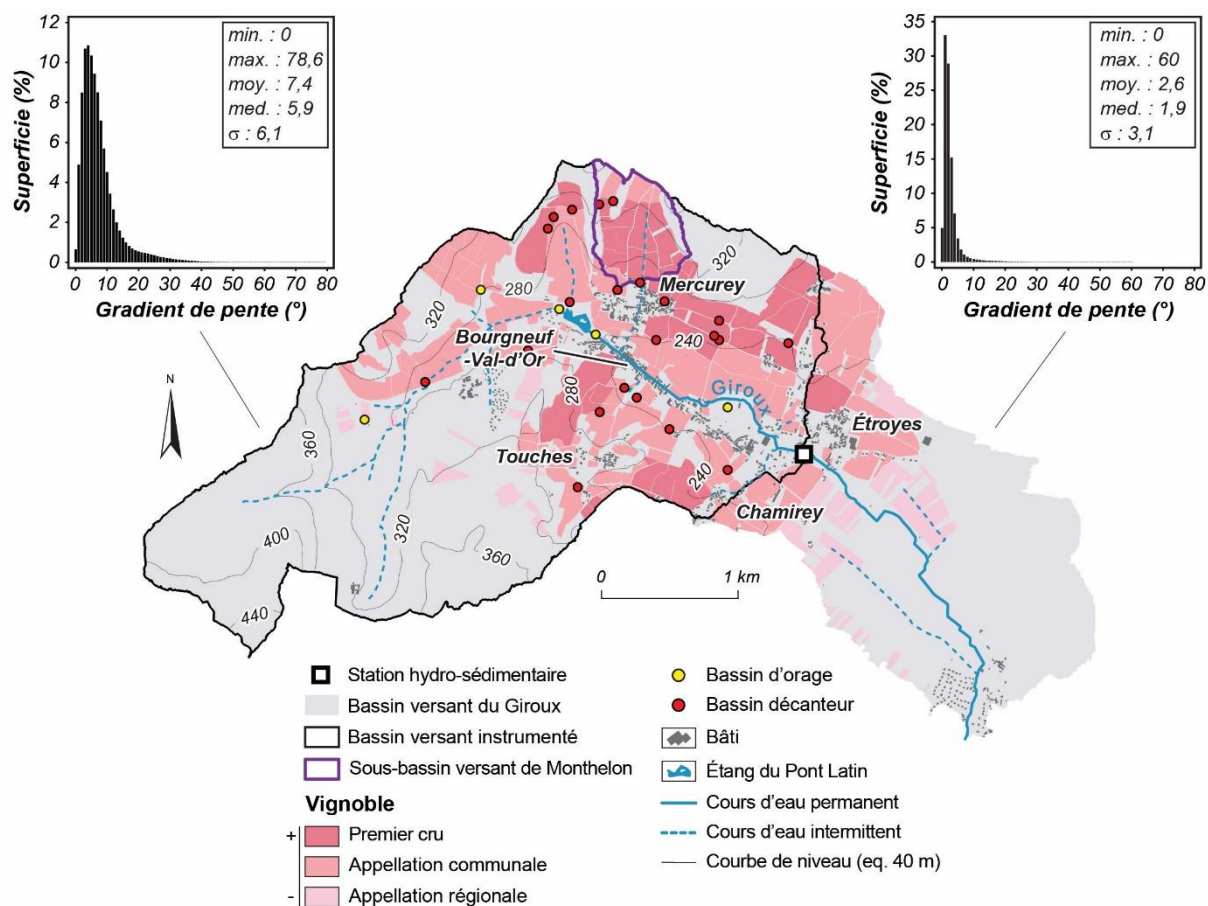 12
10
8
6
4
2
0
Superficie (%)
min. : 0
max. : 78,6
moy. : 7,4
med. : 5,9
σ : 6,1
0 10 20 30 40 50 60 70 80
Gradient de pente (°)
35
30
25
20
15
10
5
0
Superficie (%)
min. : 0
max. : 60
moy. : 2,6
med. : 1,9
σ : 3,1
0 10 20 30 40 50 60 70 80
Gradient de pente (°)
N
320
320
280
Mercurey
Bourgneuf
-Val-d'Or
240
280
Giroux
Étroyes
360
Touches
240
Chamirey
400
320
360
440
0 1 km
Station hydro-sédimentaire
Bassin versant du Giroux
Bassin versant instrumenté
Sous-bassin versant de Monthelon
Vignoble
+ Premier cru
Appellation communale
- Appellation régionale
Bassin d'orage
Bassin décanteur
Bâti
Étang du Pont Latin
Cours d'eau permanent
Cours d'eau intermittent
Courbe de niveau (eq. 40 m)